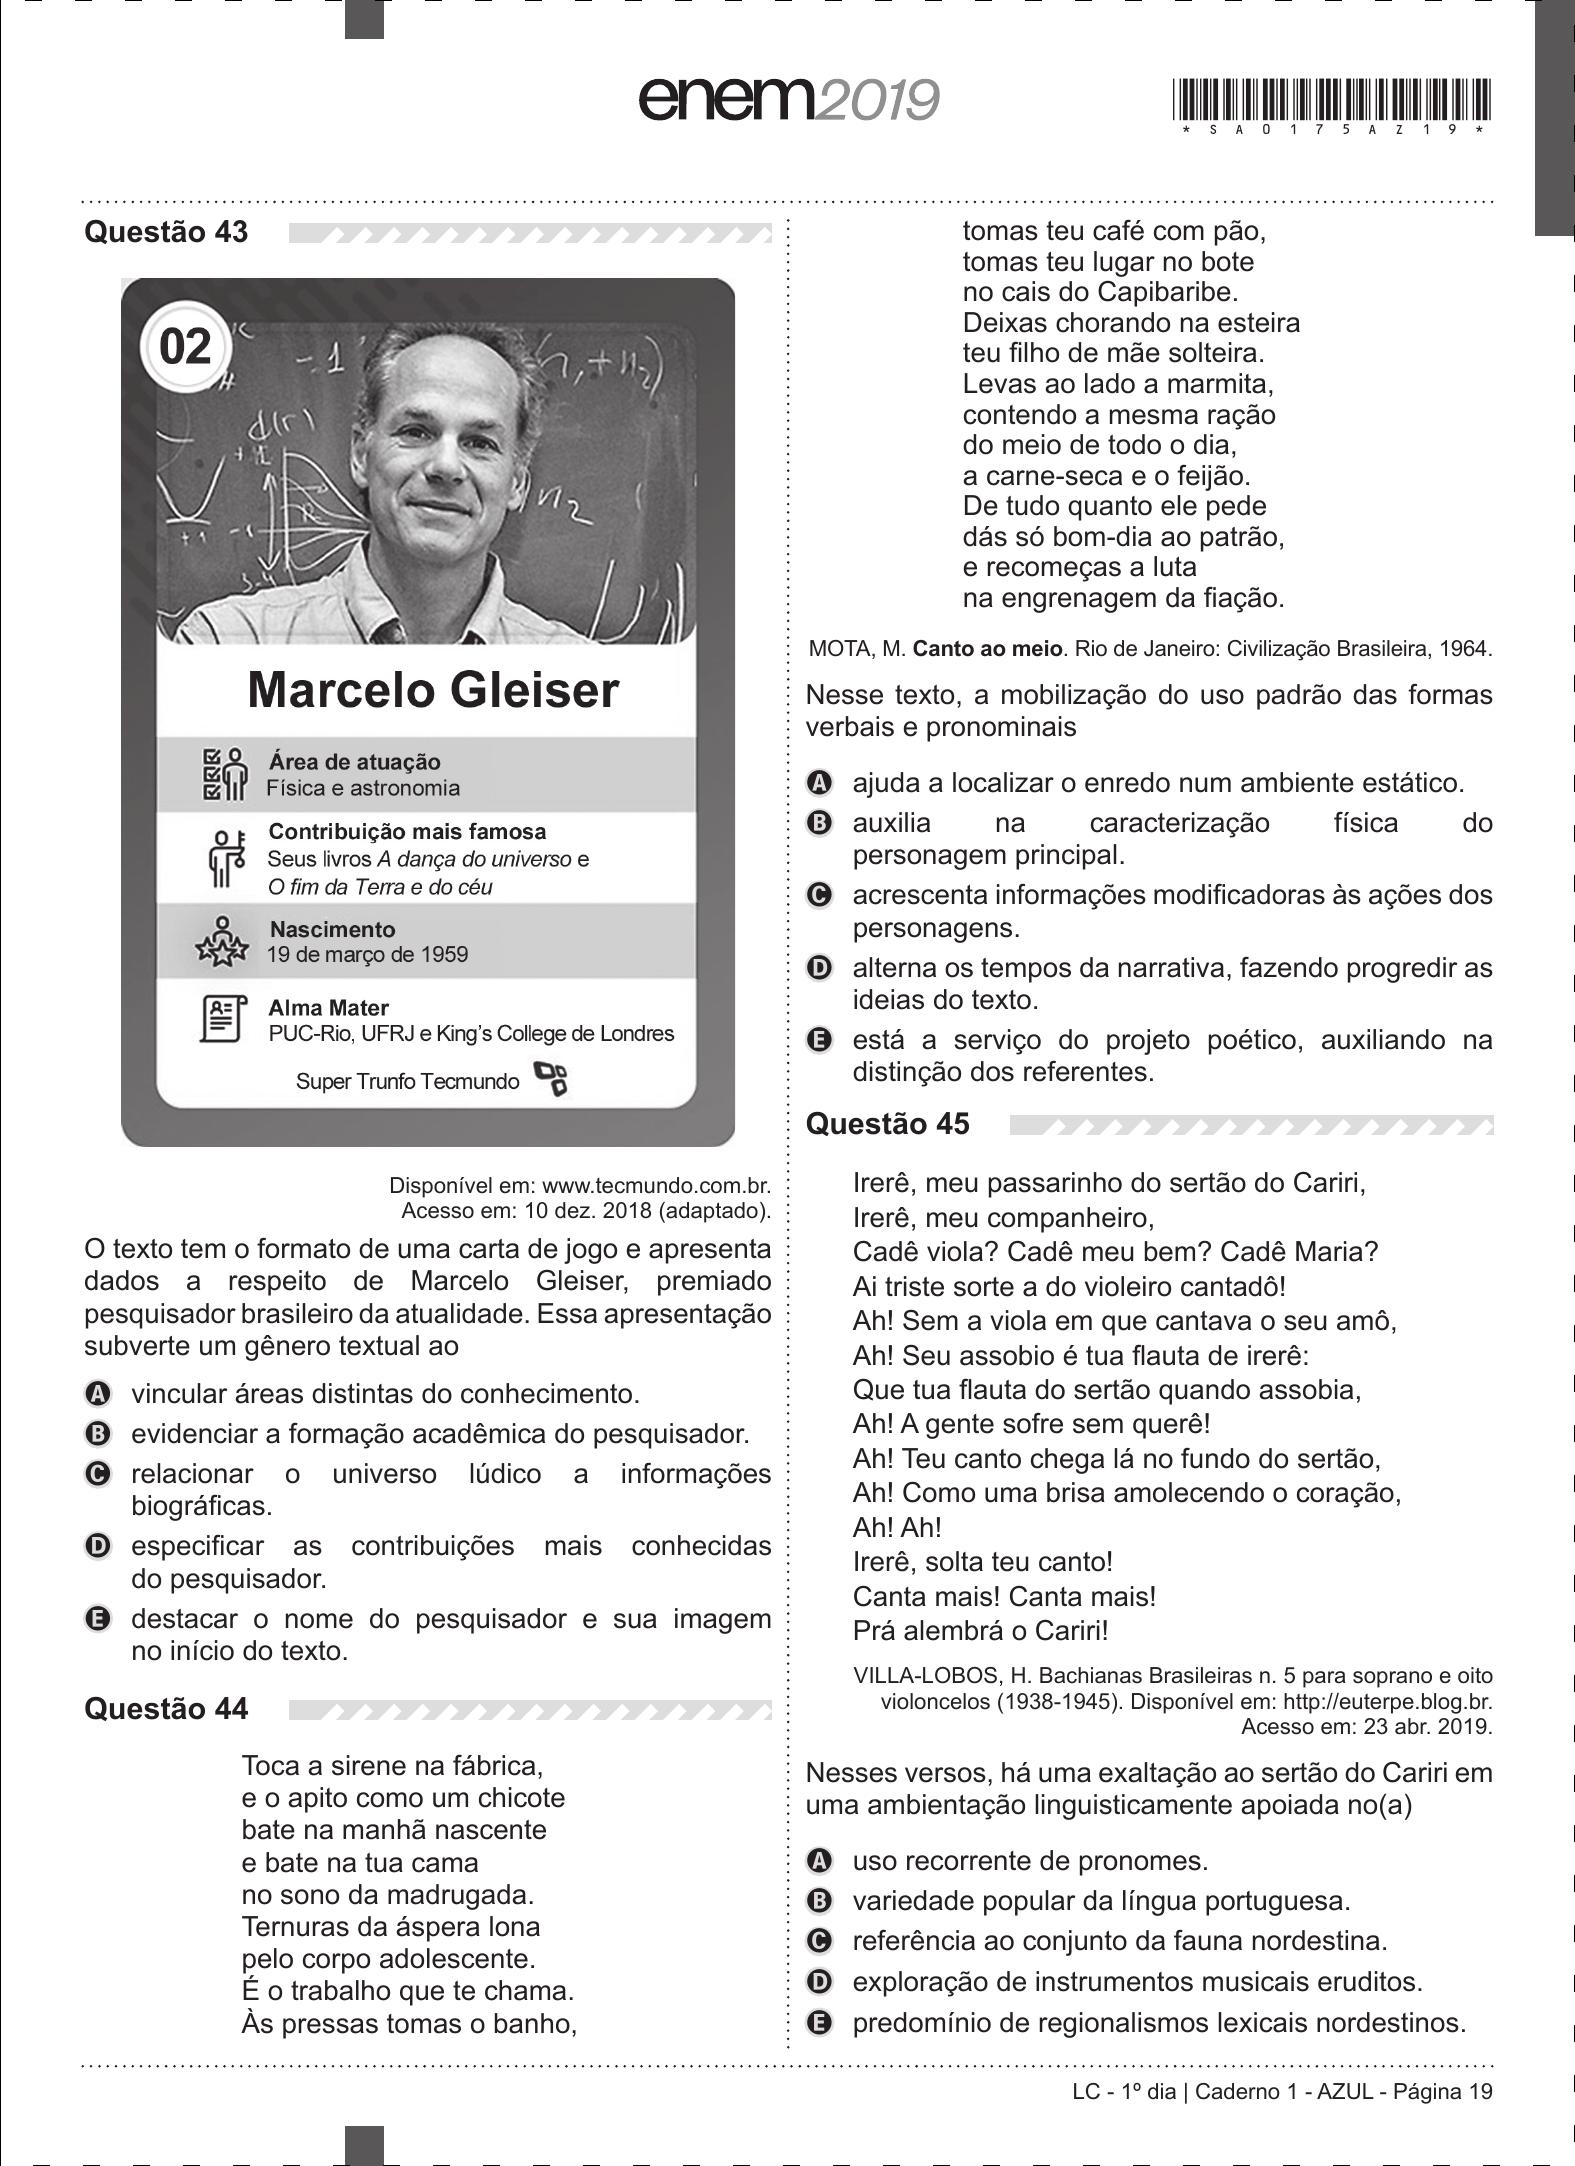 enem2019
*SA0175AZ19*
Questão 43
02
Marcelo Gleiser
Área de atuação
Física e astronomia
Contribuição mais famosa
Seus livros A dança do universo e
O fim da Terra e do céu
Nascimento
19 de março de 1959
Alma Mater
PUC-Rio, UFRJ e King's College de Londres
Super Trunfo Tecmundo
Disponível em: www.tecmundo.com.br.
Acesso em: 10 dez. 2018 (adaptado).
O texto tem o formato de uma carta de jogo e apresenta
dados a respeito de Marcelo Gleiser, premiado
pesquisador brasileiro da atualidade. Essa apresentação
subverte um gênero textual ao
A vincular áreas distintas do conhecimento.
B evidenciar a formação acadêmica do pesquisador.
C relacionar o universo lúdico a informações
biográficas.
D especificar as contribuições mais conhecidas
do pesquisador.
E destacar o nome do pesquisador e sua imagem
no início do texto.
Questão 44
Toca a sirene na fábrica,
e o apito como um chicote
bate na manhã nascente
e bate na tua cama
no sono da madrugada.
Ternuras da áspera lona
pelo corpo adolescente.
É o trabalho que te chama.
Às pressas tomas o banho,
tomas teu café com pão,
tomas teu lugar no bote
no cais do Capibaribe.
Deixas chorando na esteira
teu filho de mãe solteira.
Levas ao lado a marmita,
contendo a mesma ração
do meio de todo o dia,
a carne-seca e o feijão.
De tudo quanto ele pede
dás só bom-dia ao patrão,
e recomeças a luta
na engrenagem da fiação.
MOTA, M. Canto ao meio. Rio de Janeiro: Civilização Brasileira, 1964.
Nesse texto, a mobilização do uso padrão das formas
verbais e pronominais
A ajuda a localizar o enredo num ambiente estático.
B auxilia na caracterização física do
personagem principal.
C acrescenta informações modificadoras às ações dos
personagens.
D alterna os tempos da narrativa, fazendo progredir as
ideias do texto.
E está a serviço do projeto poético, auxiliando na
distinção dos referentes.
Questão 45
Irerê, meu passarinho do sertão do Cariri,
Irerê, meu companheiro,
Cadê viola? Cadê meu bem? Cadê Maria?
Ai triste sorte a do violeiro cantadô!
Ah! Sem a viola em que cantava o seu amô,
Ah! Seu assobio é tua flauta de irerê:
Que tua flauta do sertão quando assobia,
Ah! A gente sofre sem querê!
Ah! Teu canto chega lá no fundo do sertão,
Ah! Como uma brisa amolecendo o coração,
Ah! Ah!
Irerê, solta teu canto!
Canta mais! Canta mais!
Prá alembrá o Cariri!
VILLA-LOBOS, H. Bachianas Brasileiras n. 5 para soprano e oito
violoncelos (1938-1945). Disponível em: http://euterpe.blog.br.
Acesso em: 23 abr. 2019.
Nesses versos, há uma exaltação ao sertão do Cariri em
uma ambientação linguisticamente apoiada no(a)
A uso recorrente de pronomes.
B variedade popular da língua portuguesa.
C referência ao conjunto da fauna nordestina.
D exploração de instrumentos musicais eruditos.
E predomínio de regionalismos lexicais nordestinos.
LC - 1º dia | Caderno 1 - AZUL - Página 19